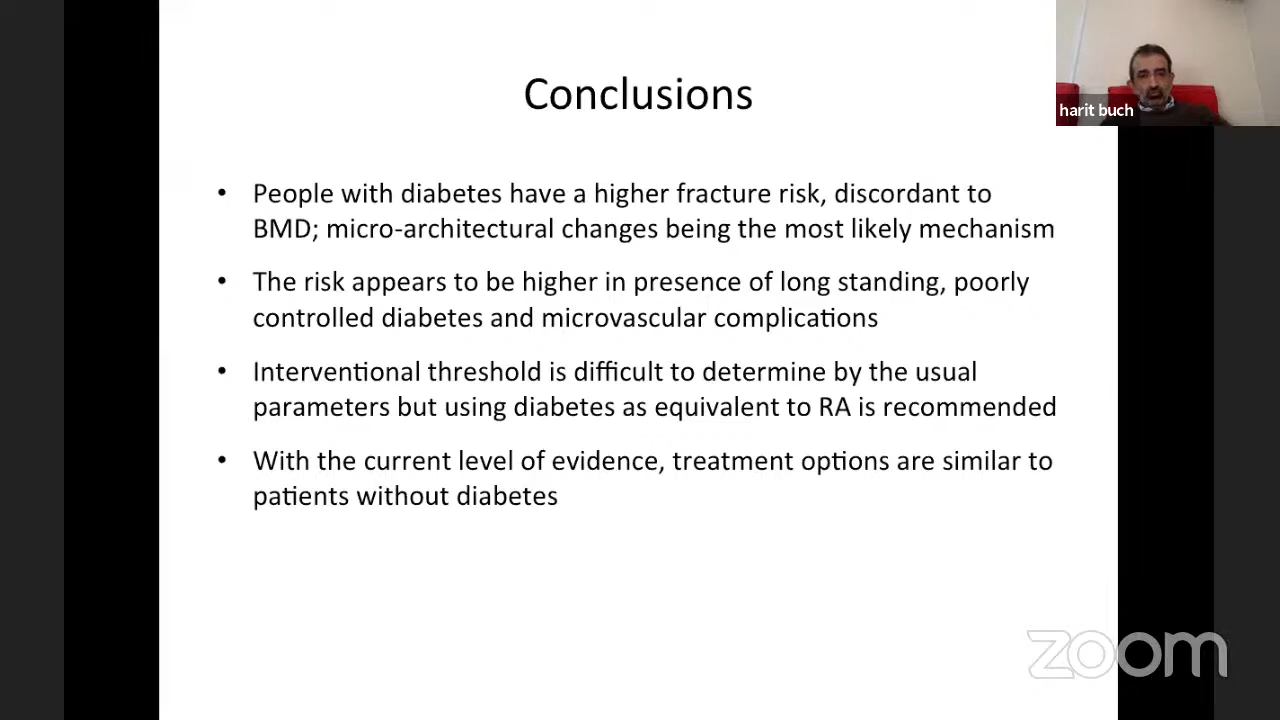 Conclusions
harit buch
• People with diabetes have a higher fracture risk, discordant to
BMD; micro-architectural changes being the most likely mechanism
• The risk appears to be higher in presence of long standing, poorly
controlled diabetes and microvascular complications
• Interventional threshold is difficult to determine by the usual
parameters but using diabetes as equivalent to RA is recommended
• With the current level of evidence, treatment options are similar to
patients without diabetes
zoom